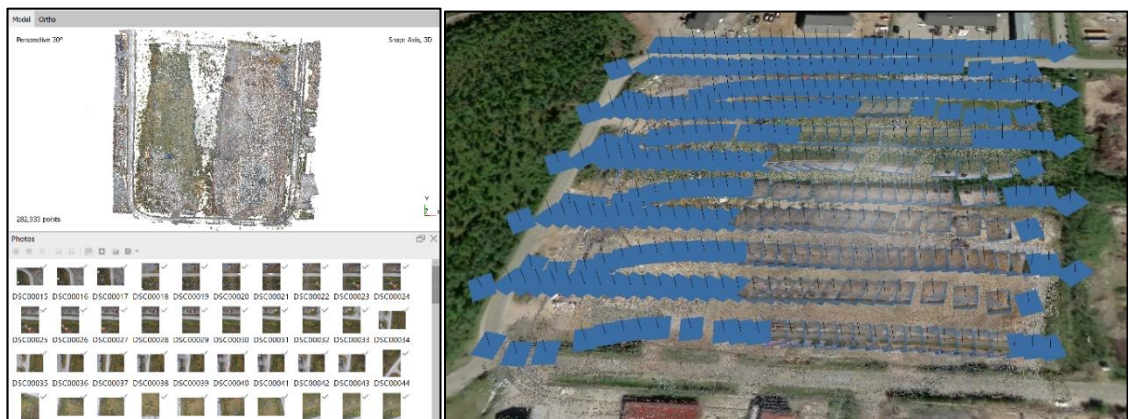 Model Ortho
Perspective 30°
Snap: Axis, 3D
282,933 points
Photos
DSC00015 DSC00016 DSC00017 DSC00018 DSC00019 DSC00020 DSC00021 DSC00022 DSC00023 DSC00024
DSC00025 DSC00026 DSC00027 DSC00028 DSC00029 DSC00030 DSC00031 DSC00032 DSC00033 DSC00034
DSC00035 DSC00036 DSC00037 DSC00038 DSC00039 DSC00040 DSC00041 DSC00042 DSC00043 DSC00044